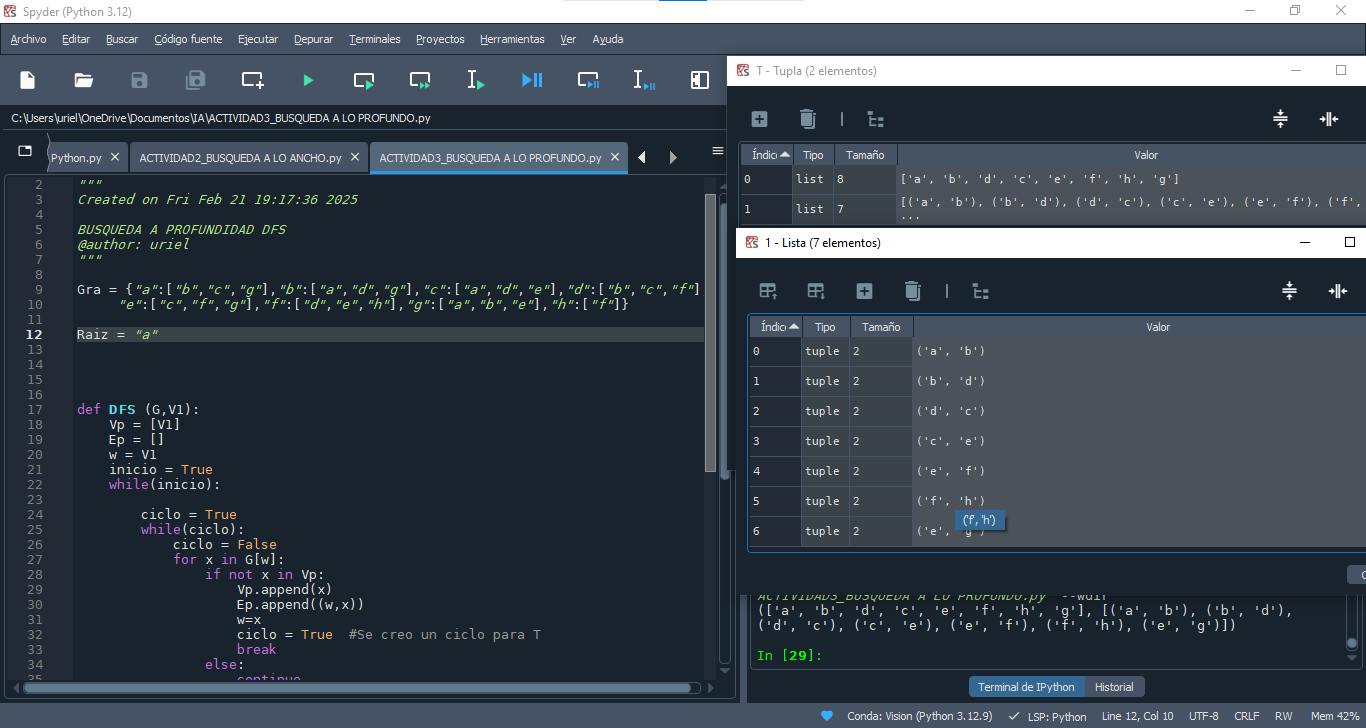 Spyder (Python 3.12)
Archivo Editar Buscar Código fuente Ejecutar Depurar Terminales Proyectos Herramientas Ver Ayuda
C:\Users\uriel\OneDrive\Documentos\IA\ACTIVIDAD3_BUSQUEDA A LO PROFUNDO.py
Python.py ACTIVIDAD2_BUSQUEDA A LO ANCHO.py ACTIVIDAD3_BUSQUEDA A LO PROFUNDO.py
2 """
3 Created on Fri Feb 21 19:17:36 2025
4
5 BUSQUEDA A PROFUNDIDAD DFS
6 @author: uriel
7 """
8
9 Gra = {"a":["b","c","g"],"b":["a","d","g"],"c":["a","d","e"],"d":["b","c","f"]
10 "e":["c","f","g"],"f":["d","e","h"],"g":["a","b","e"],"h":["f"]}
11
12 Raiz = "a"
13
14
15
16
17 def DFS (G,V1):
18 Vp = [V1]
19 Ep = []
20 w = V1
21 inicio = True
22 while(inicio):
23
24 ciclo = True
25 while(ciclo):
26 ciclo = False
27 for x in G[w]:
28 if not x in Vp:
29 Vp.append(x)
30 Ep.append((w,x))
31 w=x
32 ciclo = True #Se creo un ciclo para T
33 break
34 else:
35 continue
T - Tupla (2 elementos)
Índic Tipo Tamaño Valor
0 list 8 ['a', 'b', 'd', 'c', 'e', 'f', 'h', 'g']
1 list 7 [('a', 'b'), ('b', 'd'), ('d', 'c'), ('c', 'e'), ('e', 'f'), ('f',
...
1 - Lista (7 elementos)
Índic Tipo Tamaño Valor
0 tuple 2 ('a', 'b')
1 tuple 2 ('b', 'd')
2 tuple 2 ('d', 'c')
3 tuple 2 ('c', 'e')
4 tuple 2 ('e', 'f')
5 tuple 2 ('f', 'h')
('f', 'h')
6 tuple 2 ('e', 'g')
ACTIVIDAD3_BUSQUEDA A LO PROFUNDO.py' --wdir
(['a', 'b', 'd', 'c', 'e', 'f', 'h', 'g'], [('a', 'b'), ('b', 'd'),
('d', 'c'), ('c', 'e'), ('e', 'f'), ('f', 'h'), ('e', 'g')])
In [29]:
Terminal de IPython Historial
Conda: Vision (Python 3.12.9) LSP: Python Line 12, Col 10 UTF-8 CRLF RW Mem 42%